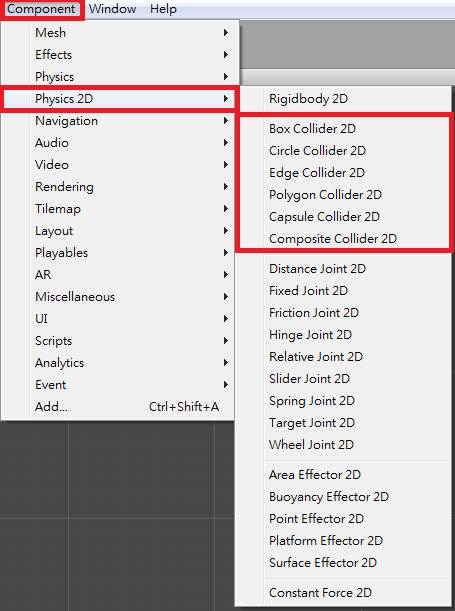 Component Window Help
Mesh
Effects
Physics
Physics 2D
Navigation
Audio
Video
Rendering
Tilemap
Layout
Playables
AR
Miscellaneous
UI
Scripts
Analytics
Event
Add... Ctrl+Shift+A
Rigidbody 2D
Box Collider 2D
Circle Collider 2D
Edge Collider 2D
Polygon Collider 2D
Capsule Collider 2D
Composite Collider 2D
Distance Joint 2D
Fixed Joint 2D
Friction Joint 2D
Hinge Joint 2D
Relative Joint 2D
Slider Joint 2D
Spring Joint 2D
Target Joint 2D
Wheel Joint 2D
Area Effector 2D
Buoyancy Effector 2D
Point Effector 2D
Platform Effector 2D
Surface Effector 2D
Constant Force 2D